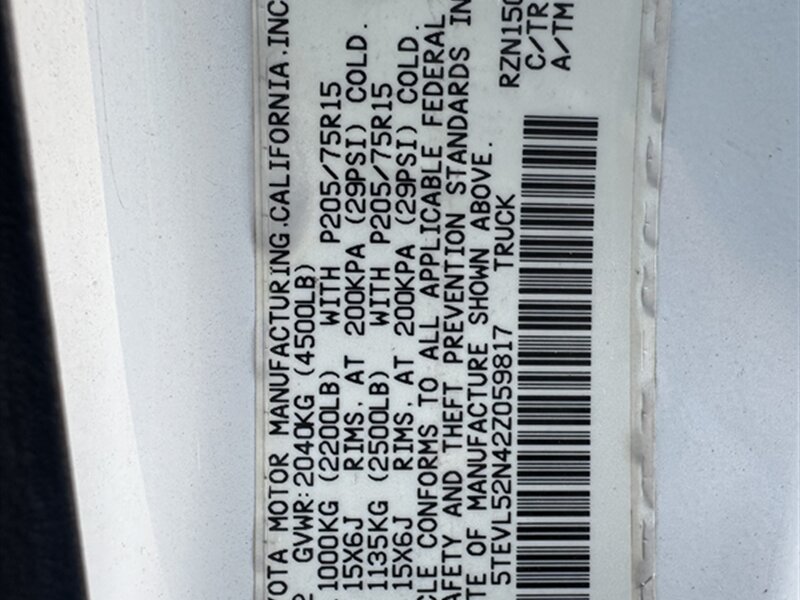 YOTA MOTOR MANUFACTURING.CALIFORNIA.INC
GVWR:2040KG (4500LB)
1000KG (2200LB) WITH P205/75R15
15X6J RIMS. AT 200KPA (29PSI) COLD.
1135KG (2500LB) WITH P205/75R15
15X6J RIMS. AT 200KPA (29PSI) COLD.
CLE CONFORMS TO ALL APPLICABLE FEDERAL
AFETY AND THEFT PREVENTION STANDARDS IN
TE OF MANUFACTURE SHOWN ABOVE.
5TEVL52N42Z059817 TRUCK
RZN150
C/TR
A/TM